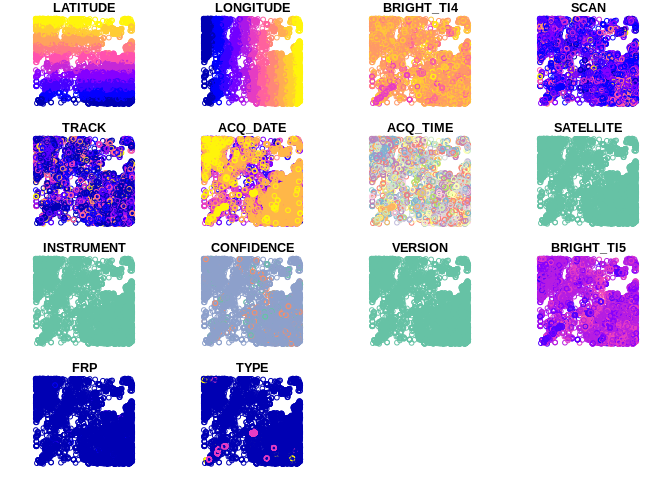 LATITUDE
LONGITUDE
BRIGHT_TI4
SCAN
TRACK
ACQ_DATE
ACQ_TIME
SATELLITE
INSTRUMENT
CONFIDENCE
VERSION
BRIGHT_TI5
FRP
TYPE